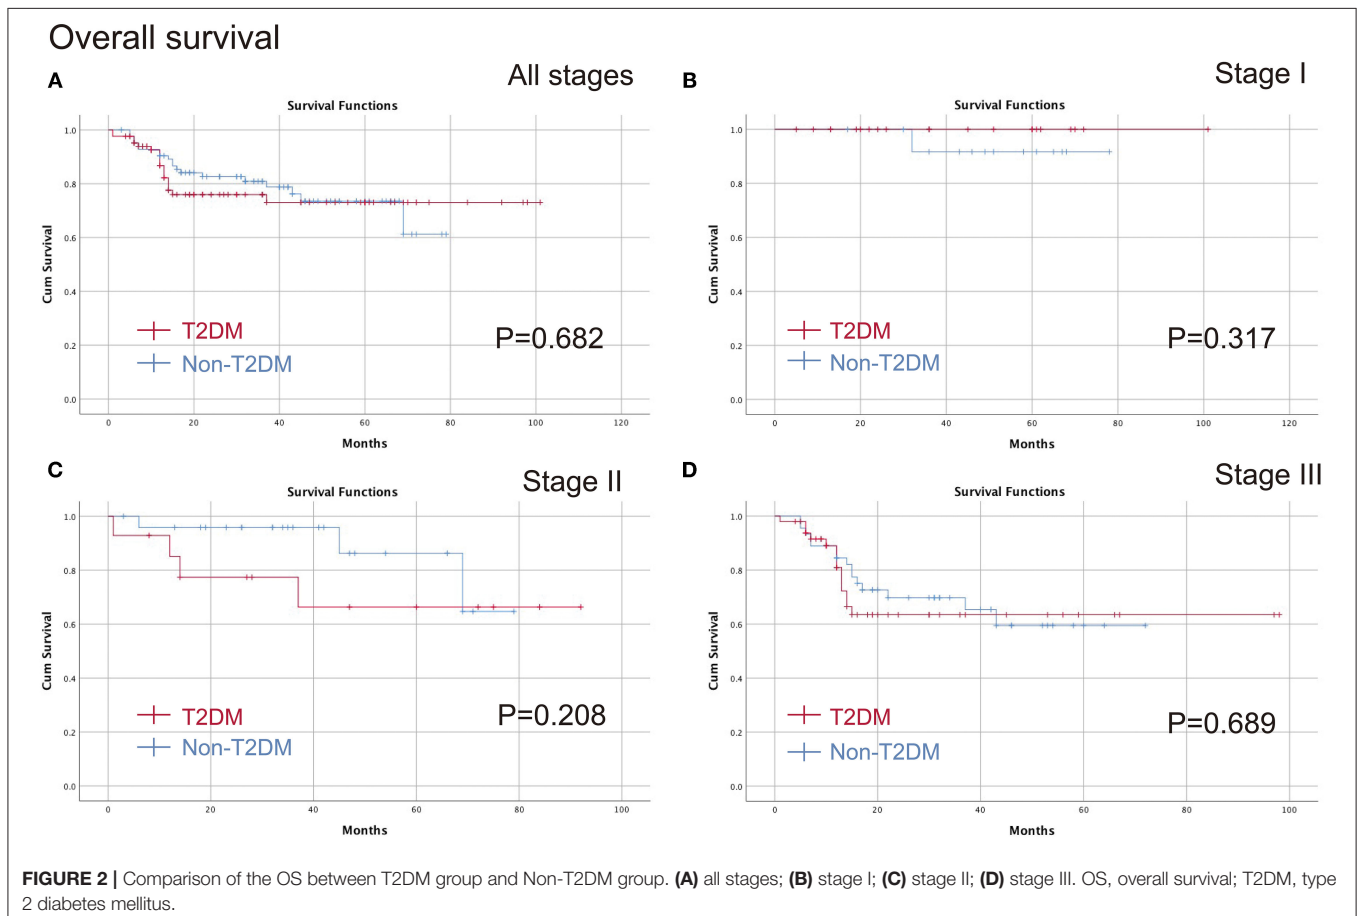 Overall survival
(A)
All stages
Survival Functions
1.0
0.8
0.6
0.4
0.2
0.0
Cum Survival
T2DM
Non-T2DM
P=0.682
0 20 40 60 80 100 120
Months
(B)
Stage I
Survival Functions
1.0
0.8
0.6
0.4
0.2
0.0
Cum Survival
T2DM
Non-T2DM
P=0.317
0 20 40 60 80 100 120
Months
(C)
Stage II
Survival Functions
1.0
0.8
0.6
0.4
0.2
0.0
Cum Survival
T2DM
Non-T2DM
P=0.208
0 20 40 60 80 100
Months
(D)
Stage III
Survival Functions
1.0
0.8
0.6
0.4
0.2
0.0
Cum Survival
T2DM
Non-T2DM
P=0.689
0 20 40 60 80 100
Months
FIGURE 2 | Comparison of the OS between T2DM group and Non-T2DM group. (A) all stages; (B) stage I; (C) stage II; (D) stage III. OS, overall survival; T2DM, type
2 diabetes mellitus.